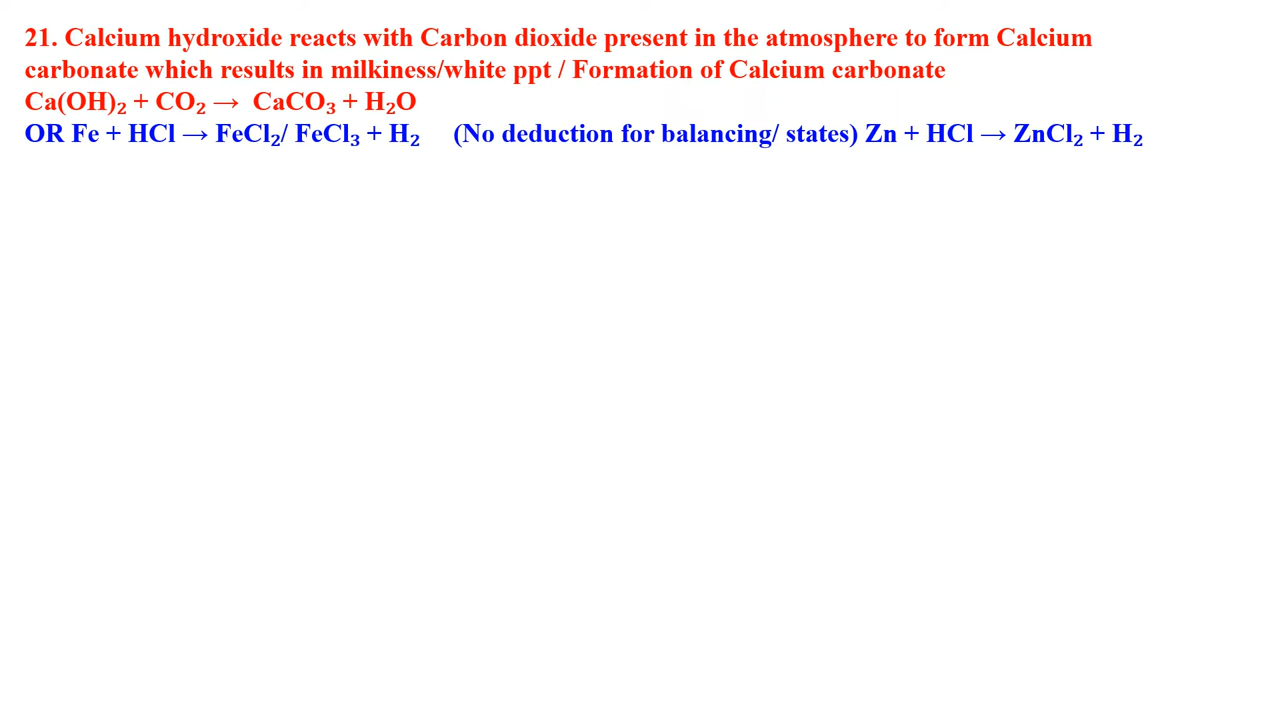 21. Calcium hydroxide reacts with Carbon dioxide present in the atmosphere to form Calcium
carbonate which results in milkiness/white ppt / Formation of Calcium carbonate
Ca(OH)₂ + CO₂ → CaCO₃ + H₂O
OR Fe + HCl → FeCl₂/ FeCl₃ + H₂ (No deduction for balancing/ states) Zn + HCl → ZnCl₂ + H₂